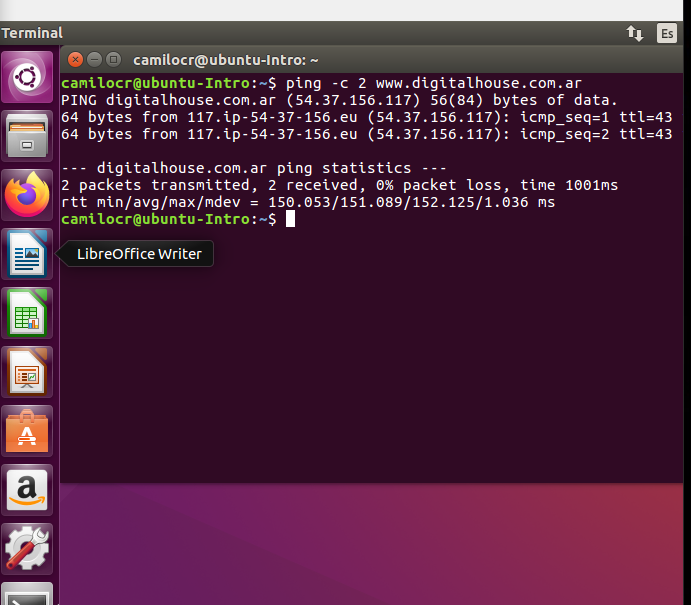 Terminal
Es
camilocr@ubuntu-Intro: ~
camilocr@ubuntu-Intro:~$ ping -c 2 www.digitalhouse.com.ar
PING digitalhouse.com.ar (54.37.156.117) 56(84) bytes of data.
64 bytes from 117.ip-54-37-156.eu (54.37.156.117): icmp_seq=1 ttl=43
64 bytes from 117.ip-54-37-156.eu (54.37.156.117): icmp_seq=2 ttl=43
--- digitalhouse.com.ar ping statistics ---
2 packets transmitted, 2 received, 0% packet loss, time 1001ms
rtt min/avg/max/mdev = 150.053/151.089/152.125/1.036 ms
camilocr@ubuntu-Intro:~$
LibreOffice Writer